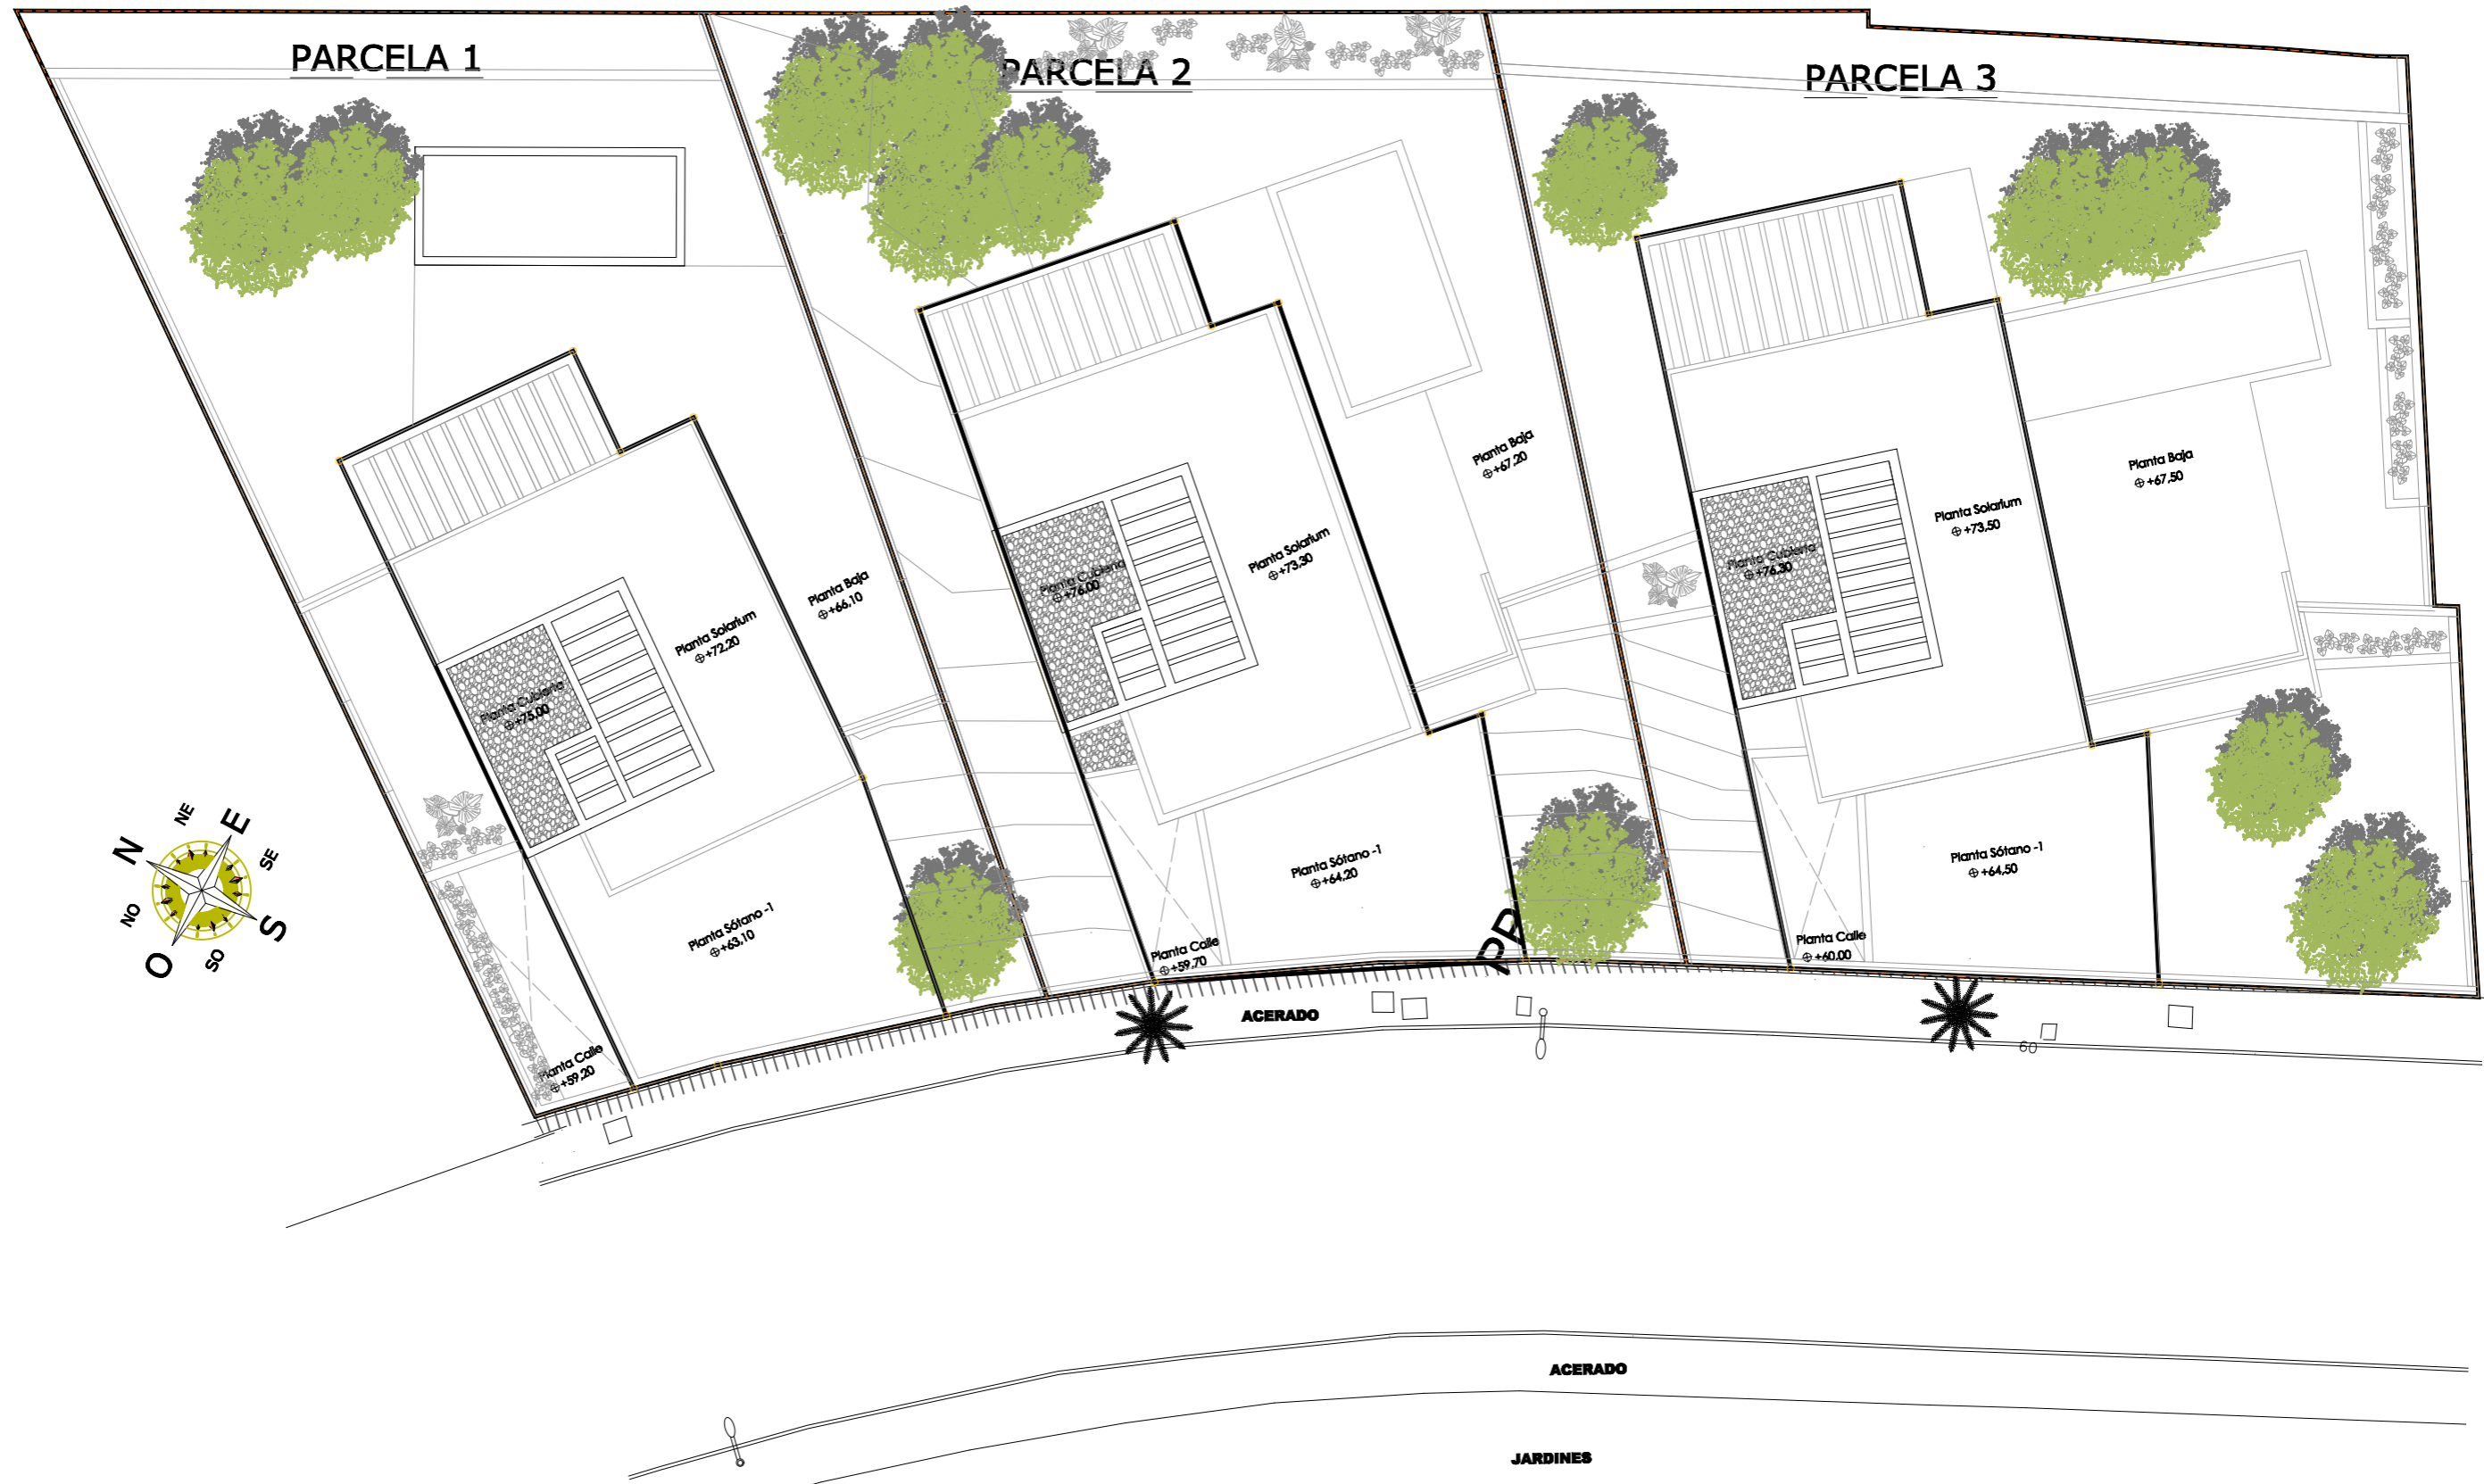 PARCELA 1
PARCELA 2
PARCELA 3
Planta Baja
+66,10
Planta Solarium
+72,20
Planta Cubierta
+75,00
Planta Sótano -1
+63,10
Planta Calle
+59,20
Planta Baja
+67,20
Planta Solarium
+73,30
Planta Cubierta
+76,00
Planta Sótano -1
+64,20
Planta Calle
+59,70
Planta Baja
+67,50
Planta Solarium
+73,50
Planta Cubierta
+76,30
Planta Sótano -1
+64,50
Planta Calle
+60,00
N
NE
E
SE
S
SO
O
NO
ACERADO
60
ACERADO
JARDINES